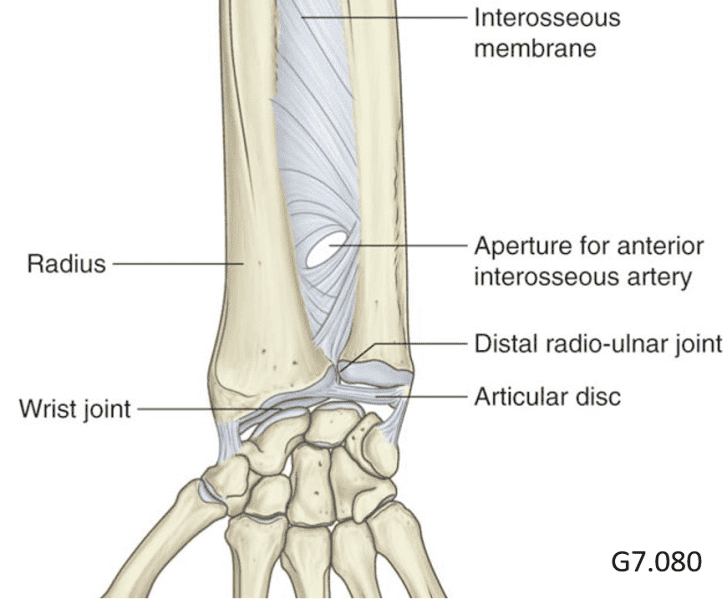 Interosseous
membrane
Aperture for anterior
interosseous artery
Radius
Distal radio-ulnar joint
Articular disc
Wrist joint
G7.080